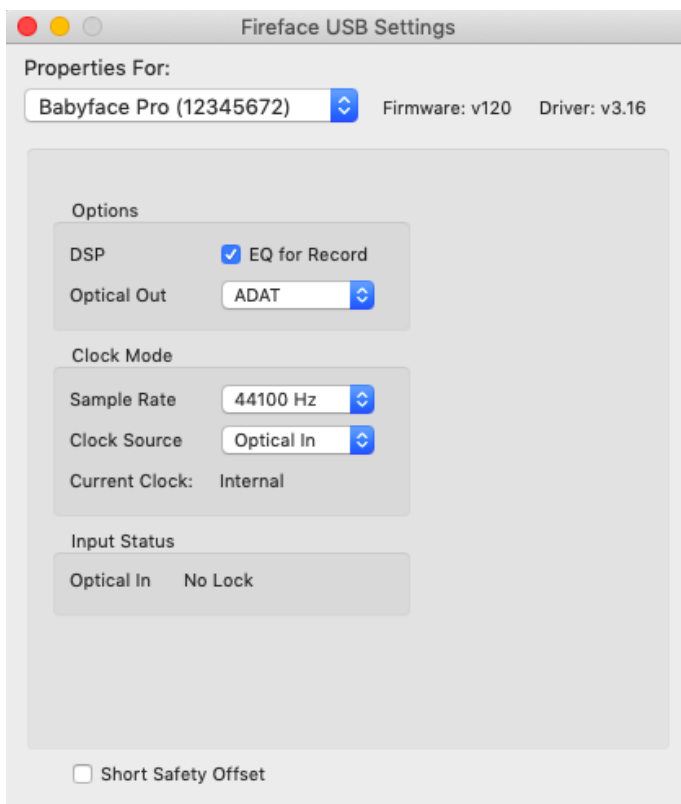 Fireface USB Settings
Properties For:
Babyface Pro (12345672) Firmware: v120 Driver: v3.16
Options
DSP EQ for Record
Optical Out ADAT
Clock Mode
Sample Rate 44100 Hz
Clock Source Optical In
Current Clock: Internal
Input Status
Optical In No Lock
Short Safety Offset